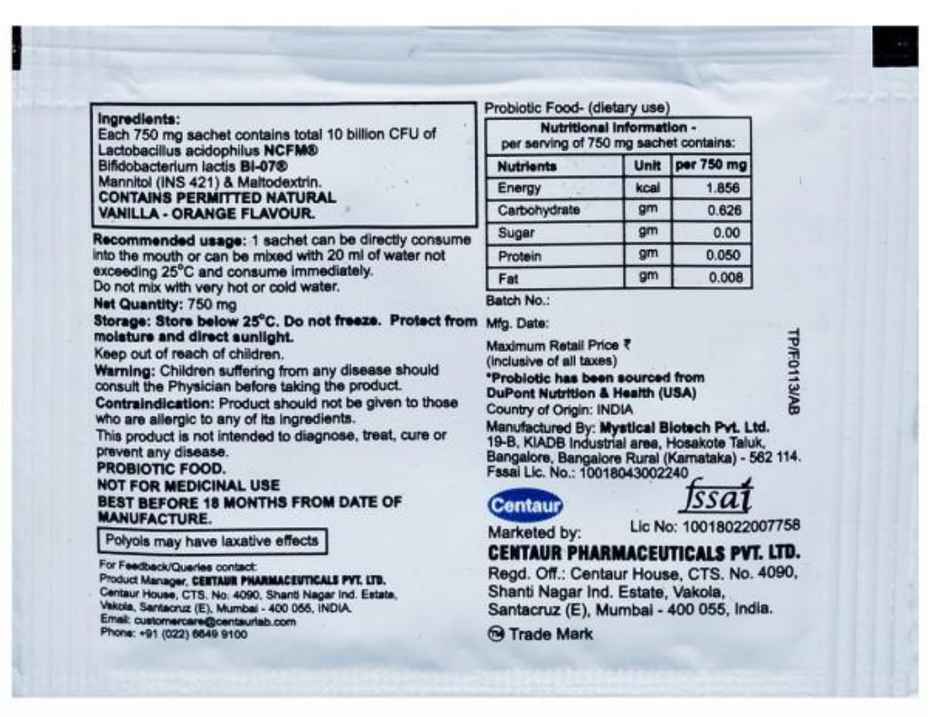 Ingredients:
Each 750 mg sachet contains total 10 billion CFU of
Lactobacillus acidophilus NCFM®
Bifidobacterium lactis BI-07®
Mannitol (INS 421) & Maltodextrin.
CONTAINS PERMITTED NATURAL
VANILLA - ORANGE FLAVOUR.
Recommended usage: 1 sachet can be directly consume
into the mouth or can be mixed with 20 ml of water not
exceeding 25°C and consume immediately.
Do not mix with very hot or cold water.
Net Quantity: 750 mg
Storage: Store below 25°C. Do not freeze. Protect from
moisture and direct sunlight.
Keep out of reach of children.
Warning: Children suffering from any disease should
consult the Physician before taking the product.
Contraindication: Product should not be given to those
who are allergic to any of its ingredients.
This product is not intended to diagnose, treat, cure or
prevent any disease.
PROBIOTIC FOOD.
NOT FOR MEDICINAL USE
BEST BEFORE 18 MONTHS FROM DATE OF
MANUFACTURE.
Polyols may have laxative effects
For Feedback/Queries contact:
Product Manager, CENTAUR PHARMACEUTICALS PVT. LTD.
Centaur House, CTS. No. 4090, Shanti Nagar Ind. Estate,
Vakola, Santacruz (E), Mumbai - 400 055, INDIA.
Email: customercare@centaurlab.com
Phone: +91 (022) 6649 9100
Probiotic Food- (dietary use)
Nutritional Information -
per serving of 750 mg sachet contains:
Nutrients Unit per 750 mg
Energy kcal 1.856
Carbohydrate gm 0.626
Sugar gm 0.00
Protein gm 0.050
Fat gm 0.008
Batch No.:
Mfg. Date:
Maximum Retail Price ₹
(inclusive of all taxes)
*Probiotic has been sourced from
DuPont Nutrition & Health (USA)
Country of Origin: INDIA
Manufactured By: Mystical Biotech Pvt. Ltd.
19-B, KIADB Industrial area, Hosakote Taluk,
Bangalore, Bangalore Rural (Karnataka) - 562 114.
Fssai Lic. No.: 10018043002240
Centaur
fssai
Marketed by:
Lic No: 10018022007758
CENTAUR PHARMACEUTICALS PVT. LTD.
Regd. Off.: Centaur House, CTS. No. 4090,
Shanti Nagar Ind. Estate, Vakola,
Santacruz (E), Mumbai - 400 055, India.
TM Trade Mark
TP/F0113/AB